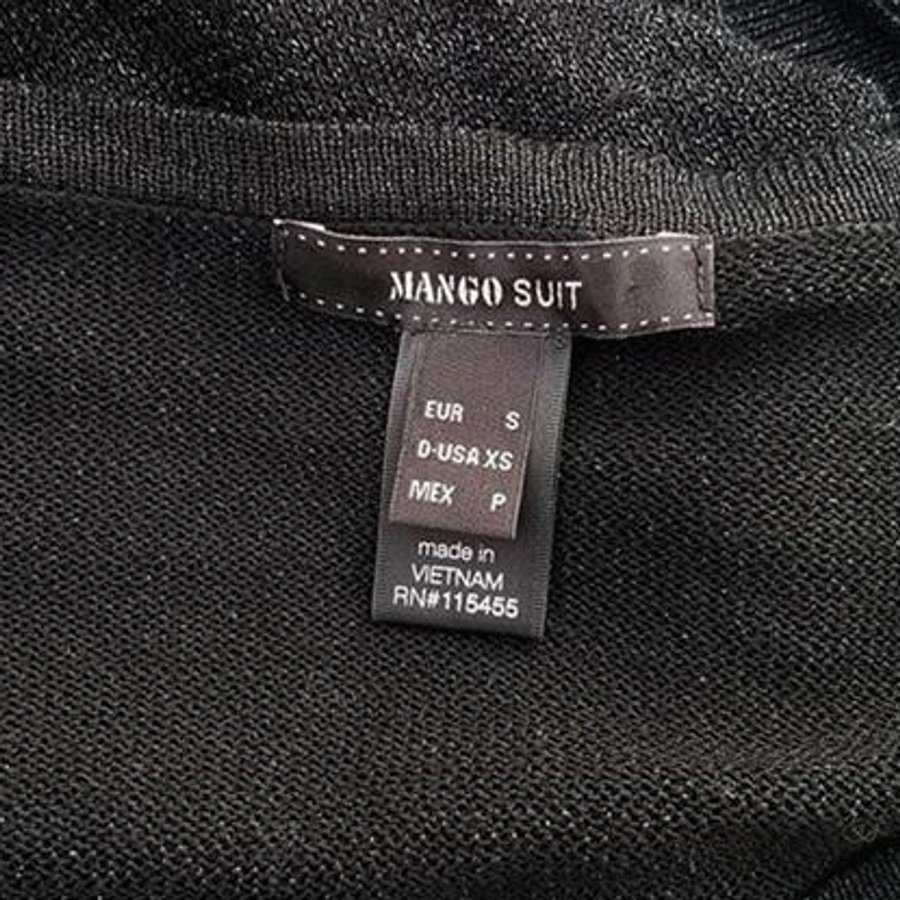 MANGO SUIT
EUR S
D-USA XS
MEX P
made in
VIETNAM
RN#115455